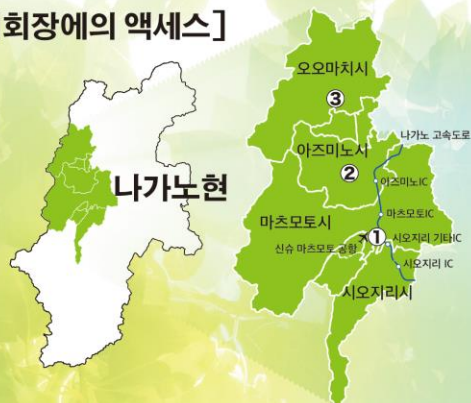 회장에의 액세스]
나가노현
오오마치시
③
나가노 고속도로
아즈미노시
②
아즈미노IC
마츠모토시
마츠모토IC
①
시오지리 기타IC
신슈 마츠모토 공항
시오지리 IC
시오지리시